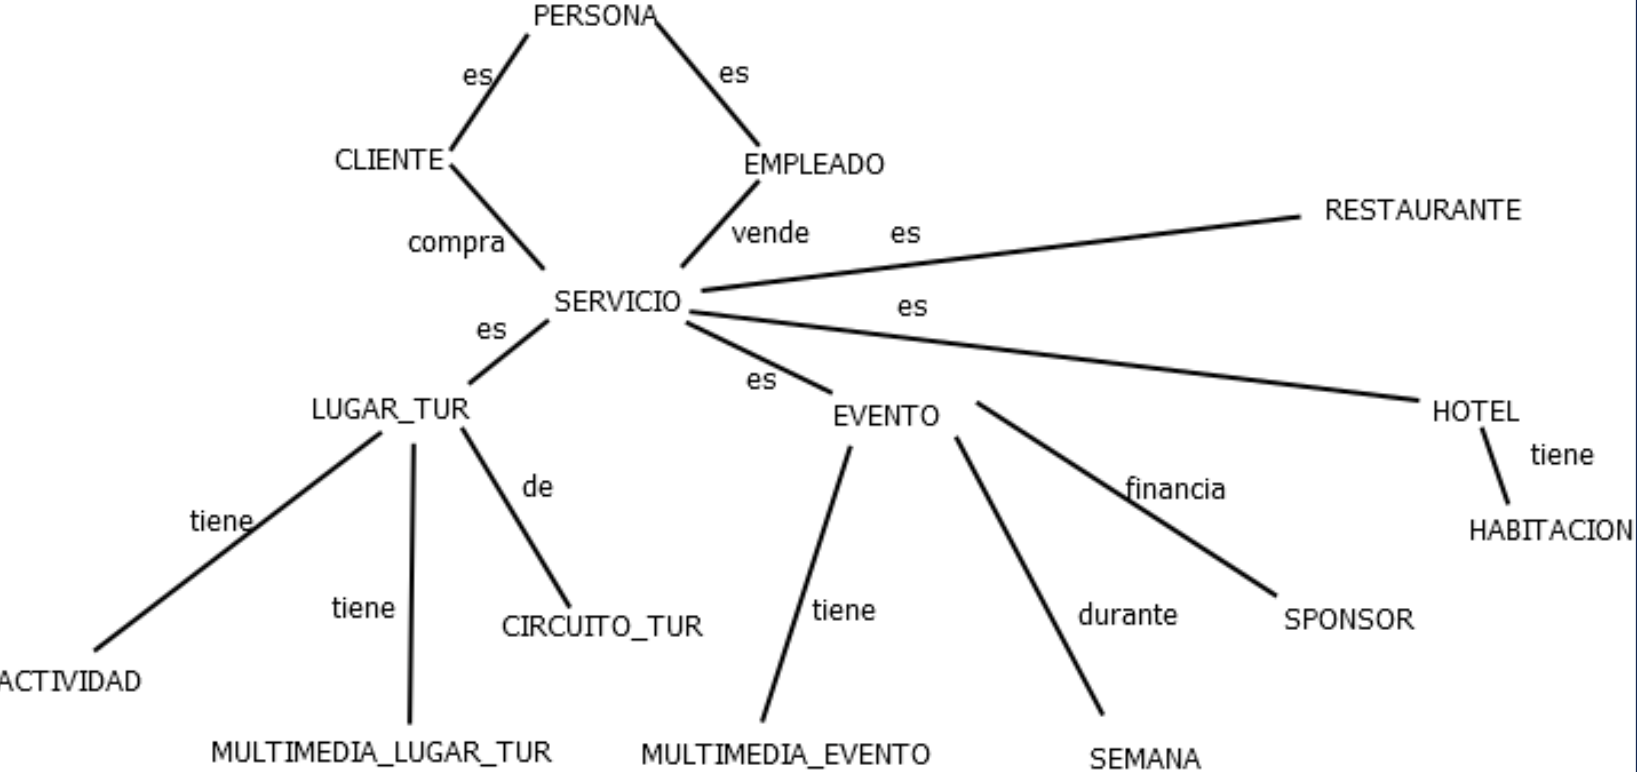 PERSONA
es
es
CLIENTE
EMPLEADO
compra
vende
es
RESTAURANTE
SERVICIO
es
es
es
LUGAR_TUR
EVENTO
HOTEL
tiene
de
financia
tiene
HABITACION
tiene
tiene
durante
CIRCUITO_TUR
SPONSOR
ACTIVIDAD
MULTIMEDIA_LUGAR_TUR
MULTIMEDIA_EVENTO
SEMANA